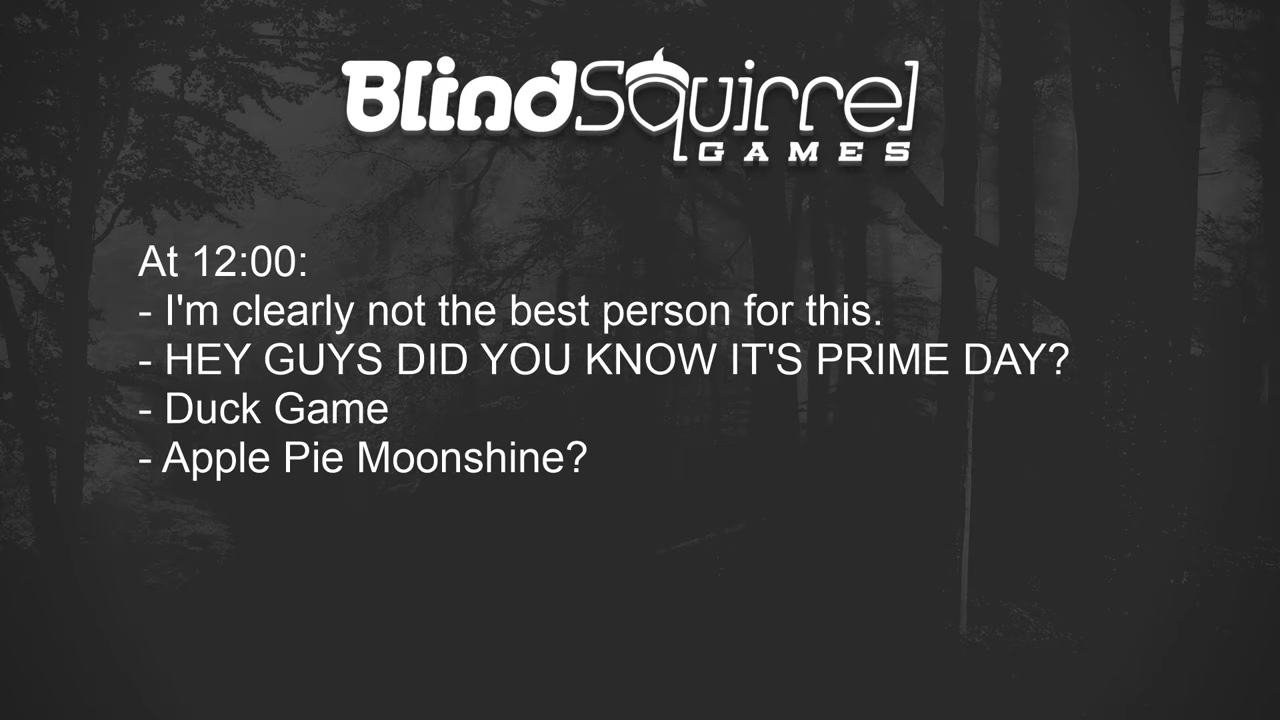 BlindSquirrel
GAMES
At 12:00:
- I'm clearly not the best person for this.
- HEY GUYS DID YOU KNOW IT'S PRIME DAY?
- Duck Game
- Apple Pie Moonshine?